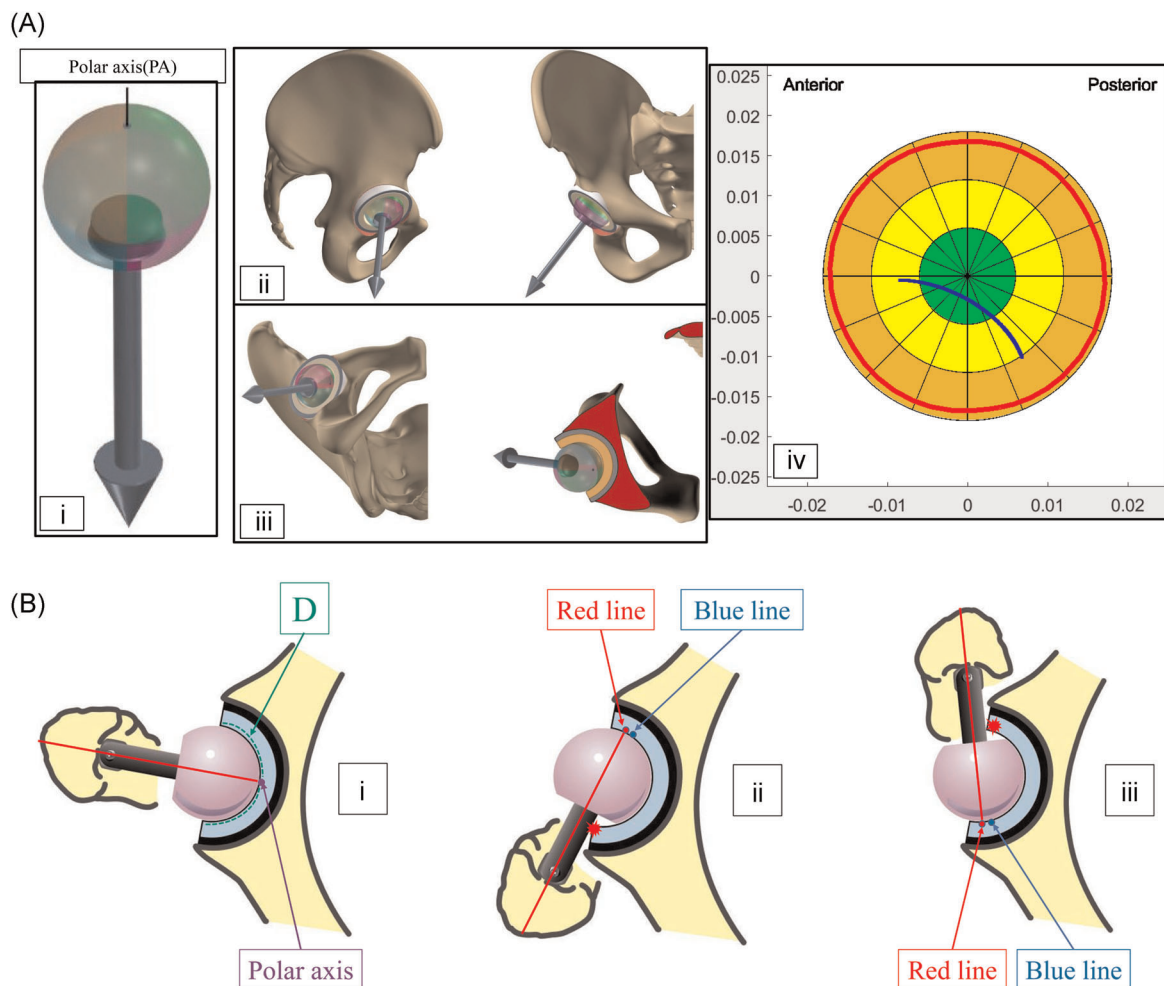 (A)
Polar axis(PA)
i
ii
iii
0.025
0.02
0.015
0.01
0.005
0
-0.005
-0.01
-0.015
-0.02
-0.025
Anterior
Posterior
iv
-0.02
-0.01
0
0.01
0.02
(B)
D
i
Polar axis
Red line
Blue line
ii
iii
Red line
Blue line